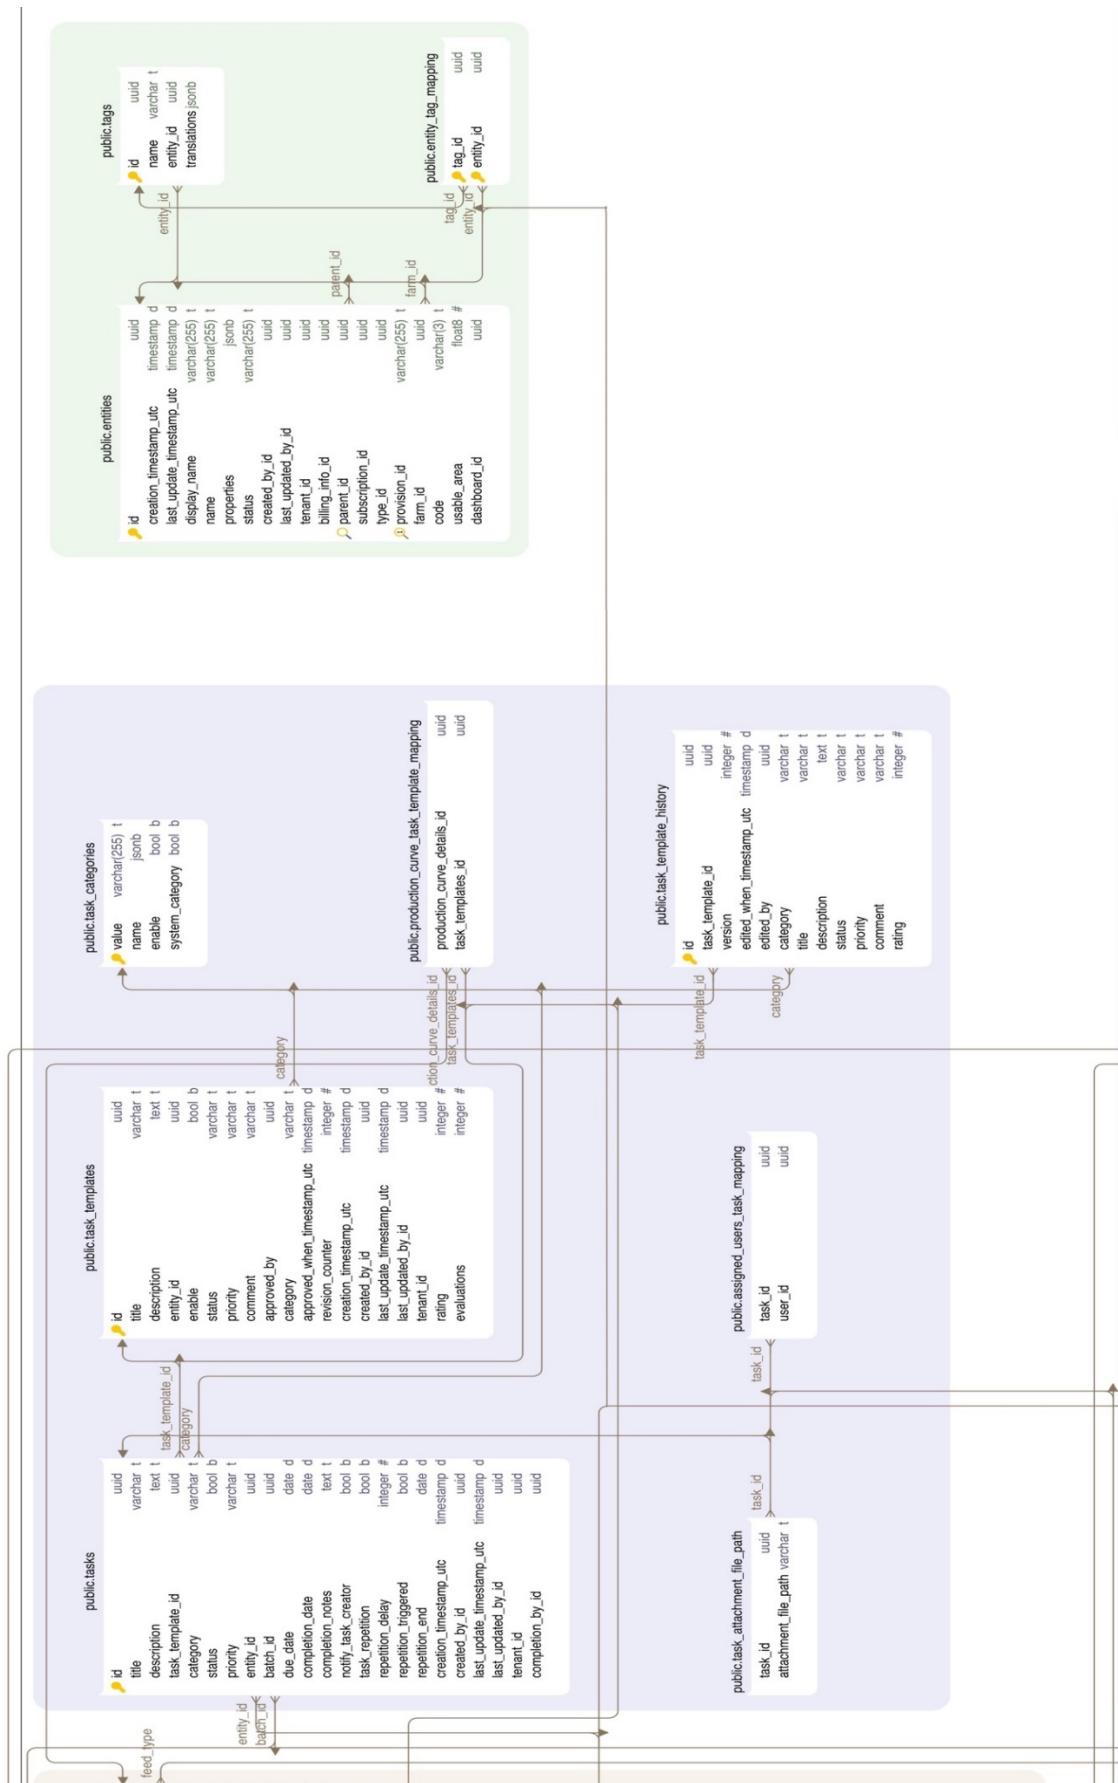 public.tasks
id uuid
title varchar t
description text t
task_template_id uuid
category varchar t
status bool b
priority varchar t
entity_id uuid
batch_id uuid
due_date date d
completion_date date d
completion_notes text t
notify_task_creator bool b
task_repetition bool b
repetition_delay integer #
repetition_triggered bool b
repetition_end date d
creation_timestamp_utc timestamp d
created_by_id uuid
last_update_timestamp_utc timestamp d
last_updated_by_id uuid
tenant_id uuid
completion_by_id uuid
feed_type
entity_id
batch_id
task_template_id
category
public.task_templates
id uuid
title varchar t
description text t
entity_id uuid
enable bool b
status varchar t
priority varchar t
comment varchar t
approved_by uuid
category varchar t
approved_when_timestamp_utc timestamp d
revision_counter integer #
creation_timestamp_utc timestamp d
created_by_id uuid
last_update_timestamp_utc timestamp d
last_updated_by_id uuid
tenant_id uuid
rating integer #
evaluations integer #
category
public.task_categories
value varchar(255) t
name jsonb
enable bool b
system_category bool b
public.entities
id uuid
creation_timestamp_utc timestamp d
last_update_timestamp_utc timestamp d
display_name varchar(255) t
name varchar(255) t
properties jsonb
status varchar(255) t
created_by_id uuid
last_updated_by_id uuid
tenant_id uuid
billing_info_id uuid
parent_id uuid
subscription_id uuid
type_id uuid
provision_id varchar(255) t
farm_id uuid
code varchar(3) t
usable_area float8 #
dashboard_id uuid
entity_id
parent_id
farm_id
public.tags
id uuid
name varchar t
entity_id uuid
translations jsonb
tag_id
entity_id
public.entity_tag_mapping
tag_id uuid
entity_id uuid
ction_curve_details_id
task_templates_id
public.production_curve_task_template_mapping
production_curve_details_id uuid
task_templates_id uuid
task_template_id
category
public.task_template_history
id uuid
task_template_id uuid
version integer #
edited_when_timestamp_utc timestamp d
edited_by uuid
category varchar t
title varchar t
description text t
status varchar t
priority varchar t
comment varchar t
rating integer #
public.task_attachment_file_path
task_id uuid
attachment_file_path varchar t
task_id
task_id
public.assigned_users_task_mapping
task_id uuid
user_id uuid